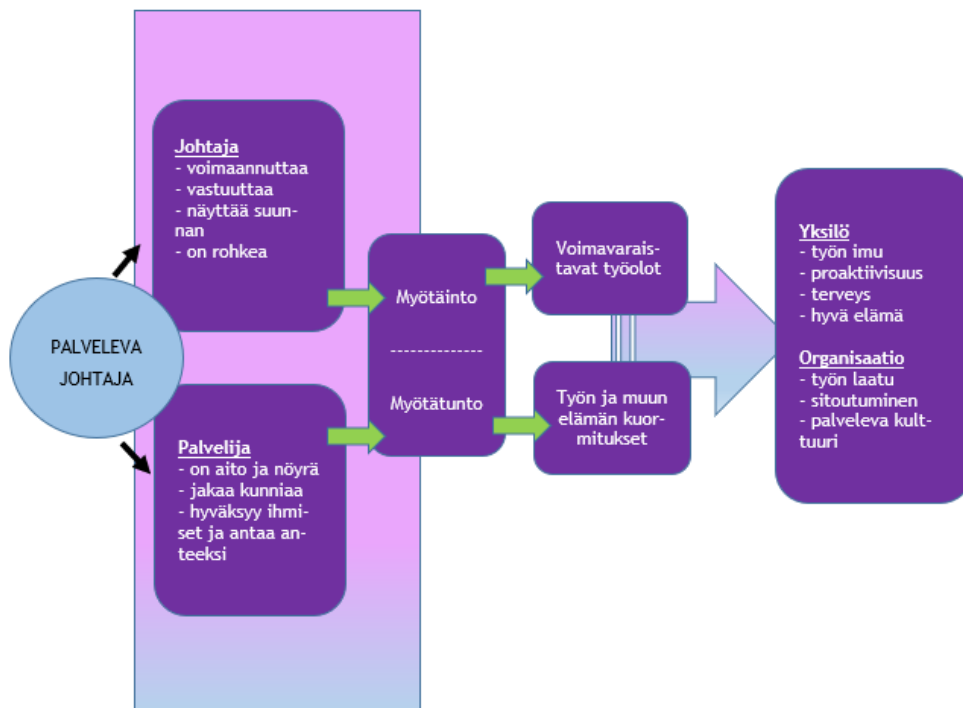 PALVELEVA
JOHTAJA
Johtaja
- voimaannuttaa
- vastuuttaa
- näyttää suun-
nan
- on rohkea
Palvelija
- on aito ja nöyrä
- jakaa kunniaa
- hyväksyy ihmi-
set ja antaa an-
teeksi
Myötäinto
--------------
Myötätunto
Voimavarais-
tavat työolot
Työn ja muun
elämän kuor-
mitukset
Yksilö
- työn imu
- proaktiivisuus
- terveys
- hyvä elämä
Organisaatio
- työn laatu
- sitoutuminen
- palveleva kult-
tuuri